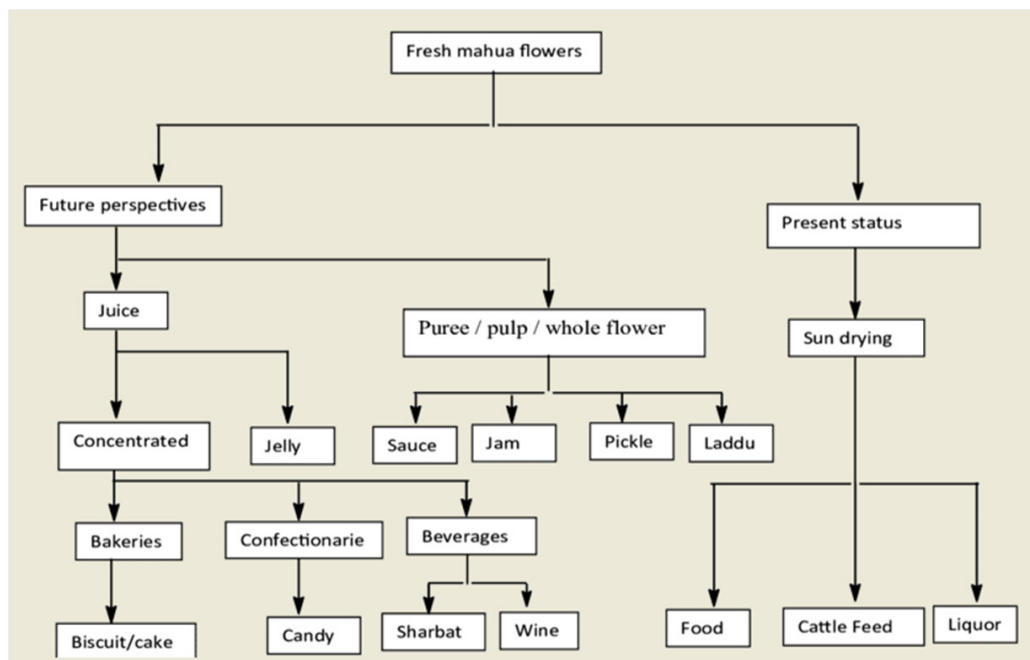 Fresh mahua flowers
Future perspectives
Present status
Juice
Puree / pulp / whole flower
Sun drying
Concentrated
Jelly
Sauce
Jam
Pickle
Laddu
Bakeries
Confectionarie
Beverages
Biscuit/cake
Candy
Sharbat
Wine
Food
Cattle Feed
Liquor